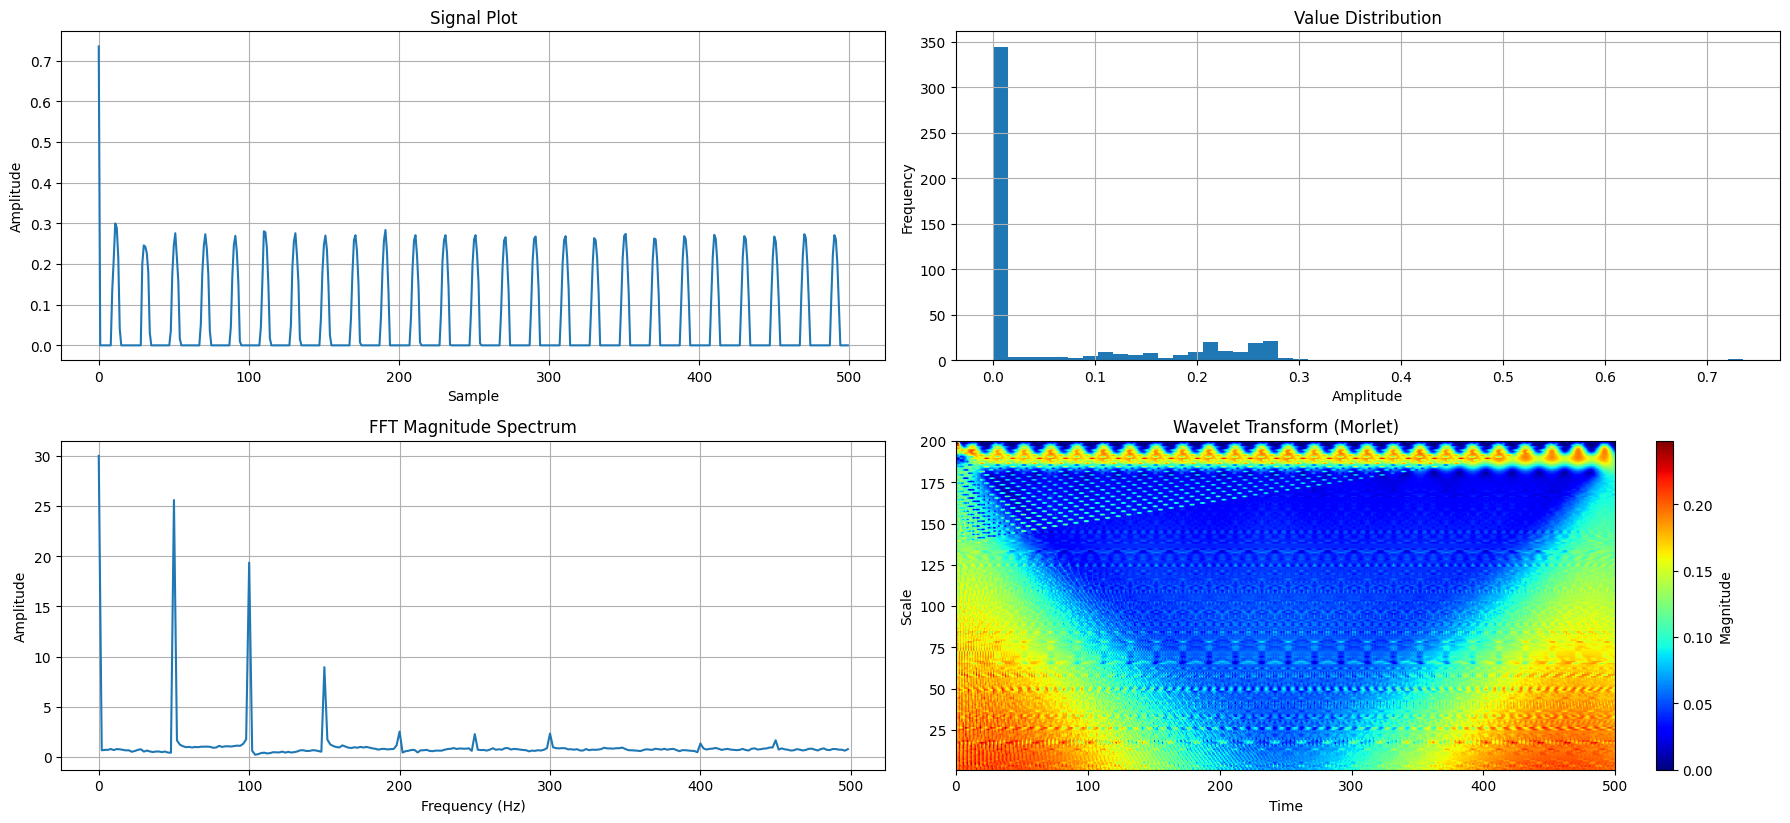 Signal Plot
Amplitude
0.7
0.6
0.5
0.4
0.3
0.2
0.1
0.0
0 100 200 300 400 500
Sample
Value Distribution
Frequency
350
300
250
200
150
100
50
0
0.0 0.1 0.2 0.3 0.4 0.5 0.6 0.7
Amplitude
FFT Magnitude Spectrum
Amplitude
30
25
20
15
10
5
0
0 100 200 300 400 500
Frequency (Hz)
Wavelet Transform (Morlet)
Scale
200
175
150
125
100
75
50
25
0 100 200 300 400 500
Time
0.20
0.15
0.10
0.05
0.00
Magnitude